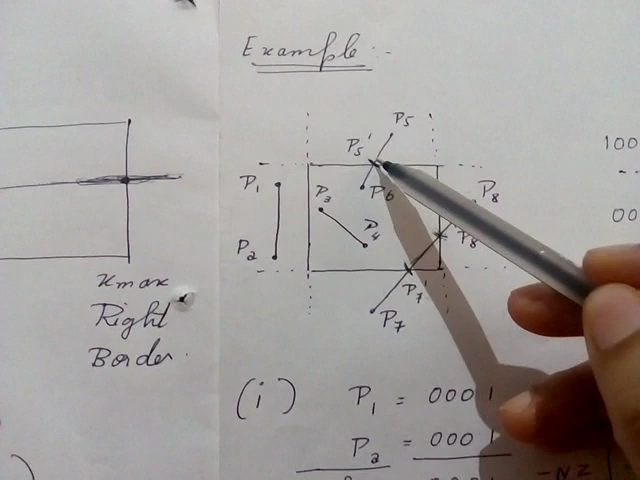 Example:-
P5
P5'
P1
P6
P3
P8
P4
P8'
P2
P7'
P7
xmax
Right
Border.
100
00
(i) P1 = 0001
P2 = 0001
-NZ